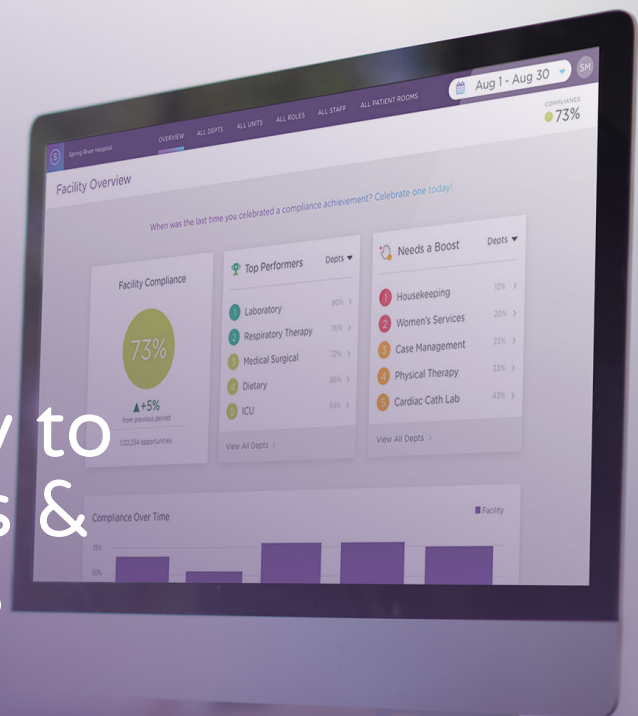 S
Spring River Hospital
OVERVIEW
ALL DEPTS
ALL UNITS
ALL ROLES
ALL STAFF
ALL PATIENT ROOMS
Aug 1 - Aug 30
SM
Facility Overview
COMPLIANCE
73%
When was the last time you celebrated a compliance achievement? Celebrate one today!
Facility Compliance
73%
▲+5%
from previous period
1,122,234 opportunities
Top Performers Depts ▼
1 Laboratory 80% >
2 Respiratory Therapy 76% >
3 Medical Surgical 72% >
4 Dietary 66% >
5 ICU 54% >
View All Depts >
Needs a Boost Depts ▼
1 Housekeeping 12% >
2 Women's Services 20% >
3 Case Management 23% >
4 Physical Therapy 33% >
5 Cardiac Cath Lab 43% >
View All Depts >
to
&
Compliance Over Time
Facility
75%
50%